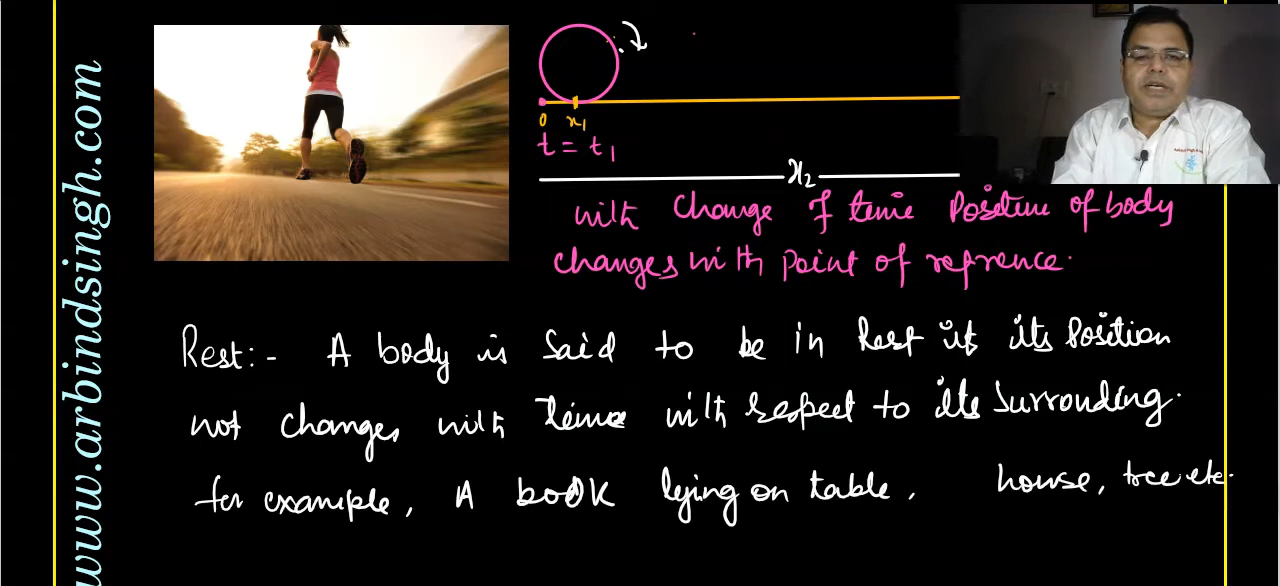 www.arbindsingh.com
0 x₁
t = t₁
x₂
with change of time Position of body
changes with point of refrence.
Rest:- A body is said to be in Rest if its Position
not changes with time with respect to its surrounding.
for example, A book lying on table, house, tree etc.